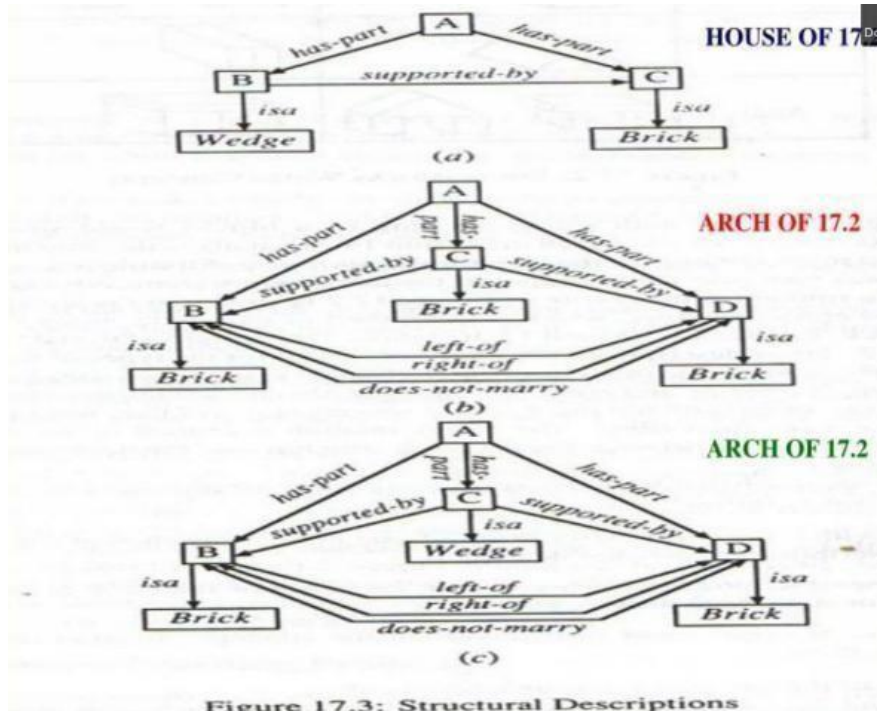 A
has-part has-part
HOUSE OF 17.2
Do
B supported-by C
isa isa
Wedge Brick
(a)
A
ARCH OF 17.2
has-part has-part has-part
C
supported-by supported-by
isa
B Brick D
isa isa
left-of
right-of
Brick Brick
does-not-marry
(b)
A
ARCH OF 17.2
has-part has-part has-part
C
supported-by supported-by
isa
B Wedge D
isa isa
left-of
right-of
Brick Brick
does-not-marry
(c)
Figure 17.3: Structural Descriptions